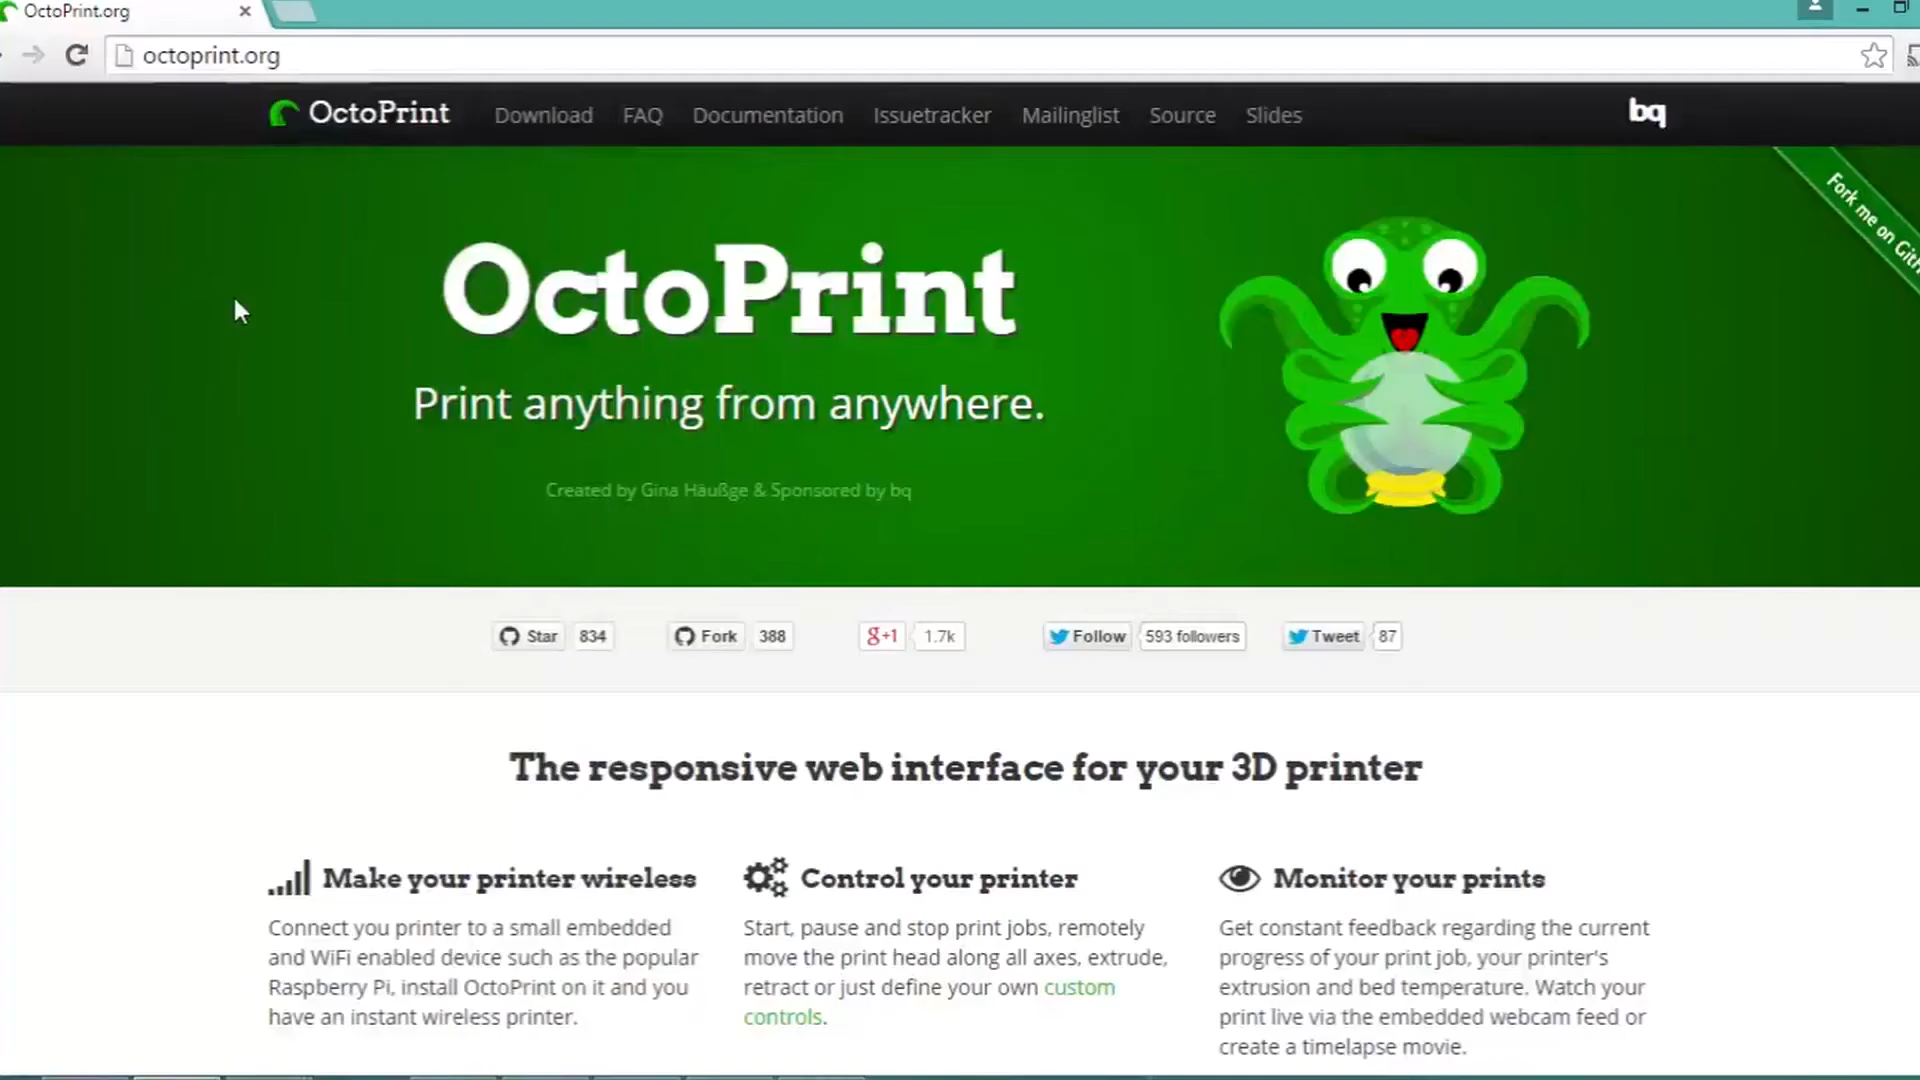 OctoPrint.org
octoprint.org
OctoPrint Download FAQ Documentation Issuetracker Mailinglist Source Slides bq
Fork me on
OctoPrint
Print anything from anywhere.
Created by Gina Häußge & Sponsored by bq
Star 834 Fork 388 g+1 1.7k Follow 593 followers Tweet 87
The responsive web interface for your 3D printer
Make your printer wireless
Connect you printer to a small embedded
and WiFi enabled device such as the popular
Raspberry Pi, install OctoPrint on it and you
have an instant wireless printer.
Control your printer
Start, pause and stop print jobs, remotely
move the print head along all axes, extrude,
retract or just define your own custom
controls.
Monitor your prints
Get constant feedback regarding the current
progress of your print job, your printer's
extrusion and bed temperature. Watch your
print live via the embedded webcam feed or
create a timelapse movie.